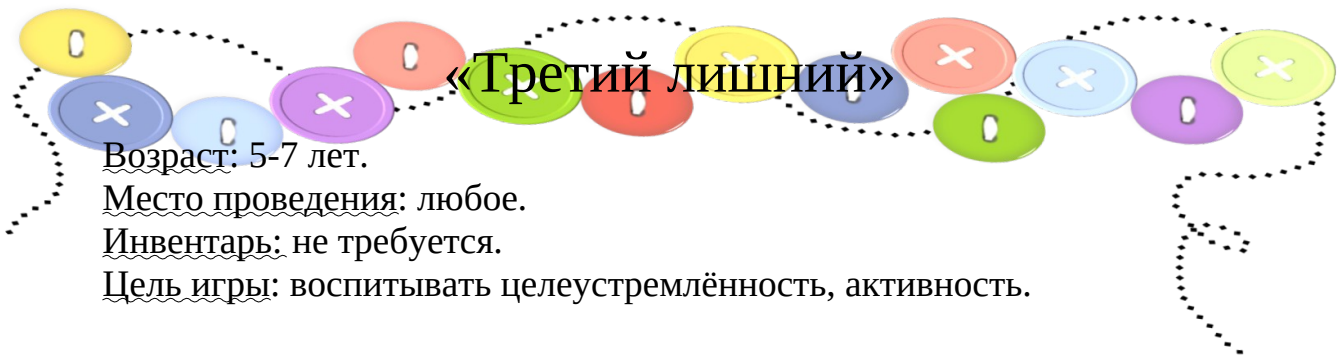 «Третий лишний»
Возраст: 5-7 лет.
Место проведения: любое.
Инвентарь: не требуется.
Цель игры: воспитывать целеустремлённость, активность.